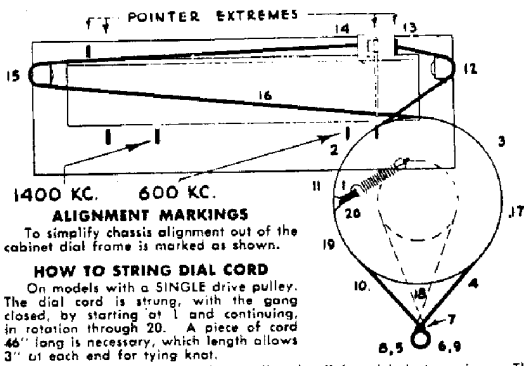 POINTER EXTREMES
14
13
15
12
16
2
3
1400 KC.
600 KC.
11
1
20
17
19
10.
18
4
7
8,5
6,9
ALIGNMENT MARKINGS
To simplify chassis alignment out of the
cabinet dial frame is marked as shown.
HOW TO STRING DIAL CORD
On models with a SINGLE drive pulley.
The dial cord is strung, with the gang
closed, by starting at 1 and continuing,
in rotation through 20. A piece of cord
46" long is necessary, which length allows
3" at each end for tying knot.